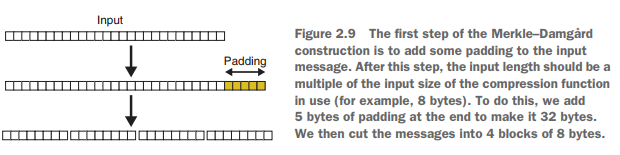 Input
Padding
Figure 2.9 The first step of the Merkle–Damgård
construction is to add some padding to the input
message. After this step, the input length should be a
multiple of the input size of the compression function
in use (for example, 8 bytes). To do this, we add
5 bytes of padding at the end to make it 32 bytes.
We then cut the messages into 4 blocks of 8 bytes.